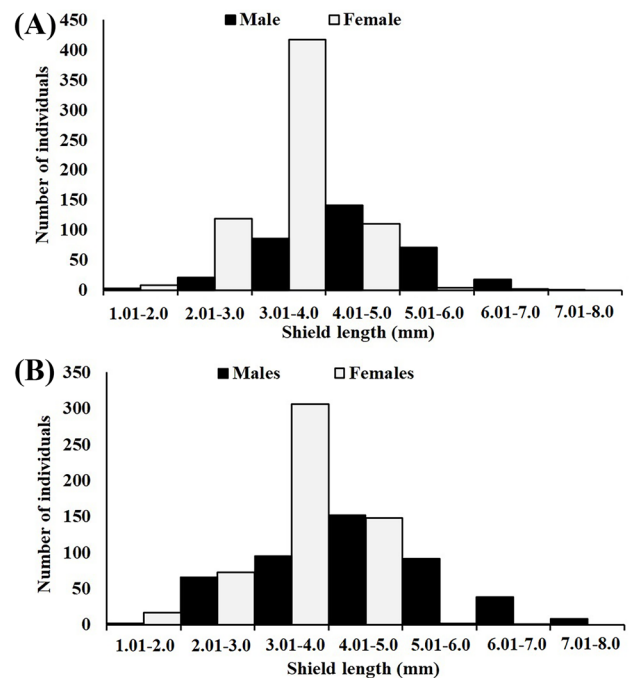 (A)
Male Female
450
400
350
300
250
200
150
100
50
0
Number of individuals
1.01-2.0 2.01-3.0 3.01-4.0 4.01-5.0 5.01-6.0 6.01-7.0 7.01-8.0
Shield length (mm)
(B)
Males Females
350
300
250
200
150
100
50
0
Number of individuals
1.01-2.0 2.01-3.0 3.01-4.0 4.01-5.0 5.01-6.0 6.01-7.0 7.01-8.0
Shield length (mm)